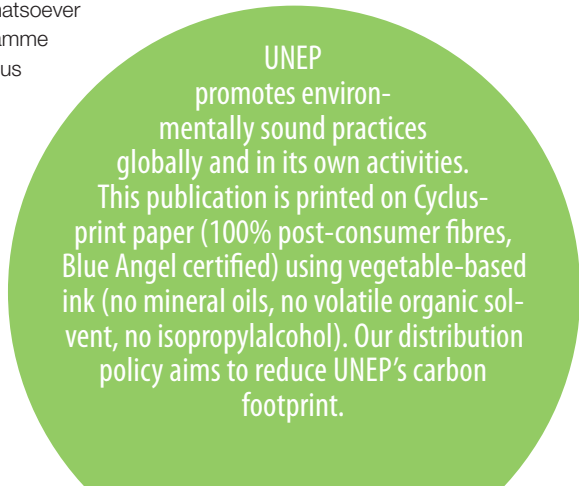 amme
us
UNEP
promotes environ-
mentally sound practices
globally and in its own activities.
This publication is printed on Cyclus-
print paper (100% post-consumer fibres,
Blue Angel certified) using vegetable-based
ink (no mineral oils, no volatile organic sol-
vent, no isopropylalcohol). Our distribution
policy aims to reduce UNEP’s carbon
footprint.